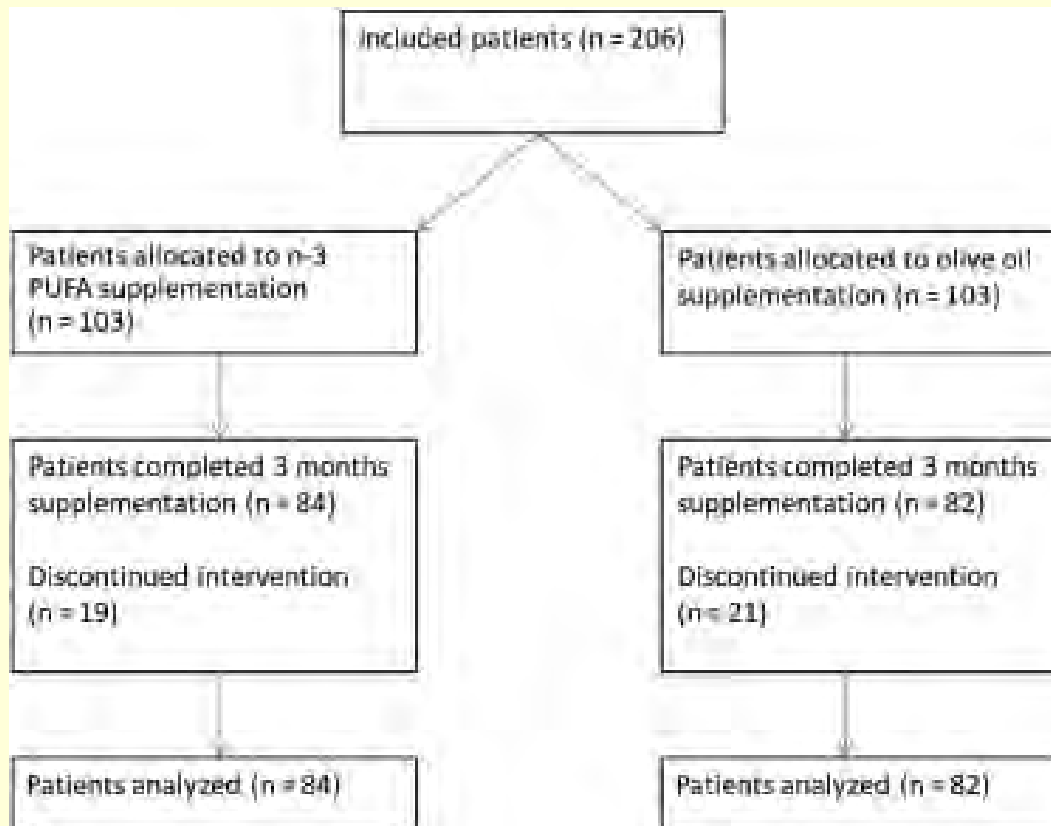 Included patients (n = 206)
Patients allocated to n-3
PUFA supplementation
(n = 103)
Patients allocated to olive oil
supplementation (n = 103)
Patients completed 3 months
supplementation (n = 84)
Discontinued intervention
(n = 19)
Patients completed 3 months
supplementation (n = 82)
Discontinued intervention
(n = 21)
Patients analyzed (n = 84)
Patients analyzed (n = 82)